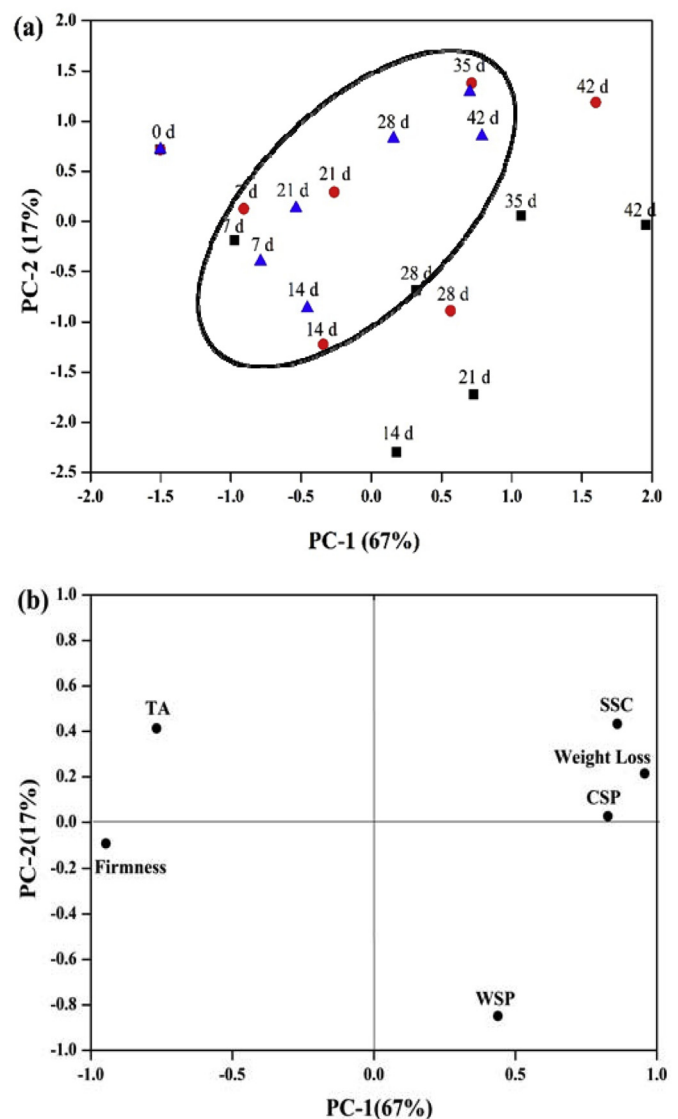 (a)
2.0
1.5
1.0
0.5
0.0
-0.5
-1.0
-1.5
-2.0
-2.5
PC-2 (17%)
35 d
42 d
0 d
28 d
42 d
21 d
21 d
7 d
35 d
42 d
7 d
7 d
14 d
28 d
28 d
14 d
21 d
14 d
-2.0 -1.5 -1.0 -0.5 0.0 0.5 1.0 1.5 2.0
PC-1 (67%)
(b)
1.0
0.8
0.6
0.4
0.2
0.0
-0.2
-0.4
-0.6
-0.8
-1.0
PC-2(17%)
TA
SSC
Weight Loss
CSP
Firmness
WSP
-1.0 -0.5 0.0 0.5 1.0
PC-1(67%)